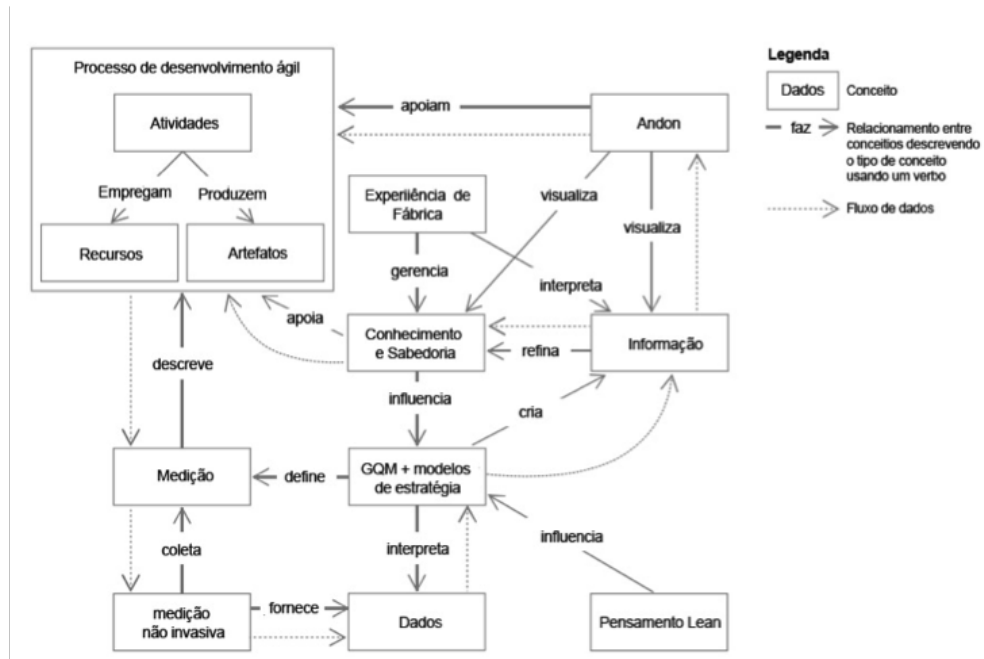 Processo de desenvolvimento ágil
Atividades
Empregam
Produzem
Recursos
Artefatos
apoiam
Andon
Experiiência de
Fábrica
visualiza
visualiza
gerencia
interpreta
apoia
Conhecimento
e Sabedoria
refina
Informação
descreve
influencia
cria
Medição
define
GQM + modelos
de estratégia
coleta
interpreta
influencia
medição
não invasiva
fornece
Dados
Pensamento Lean
Legenda
Dados
Conceito
faz
Relacionamento entre
conceitios descrevendo
o tipo de conceito
usando um verbo
Fluxo de dados